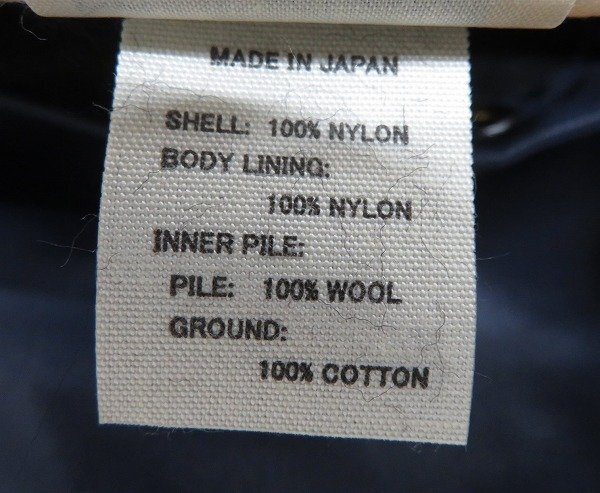 MADE IN JAPAN
SHELL: 100% NYLON
BODY LINING:
100% NYLON
INNER PILE:
PILE: 100% WOOL
GROUND:
100% COTTON